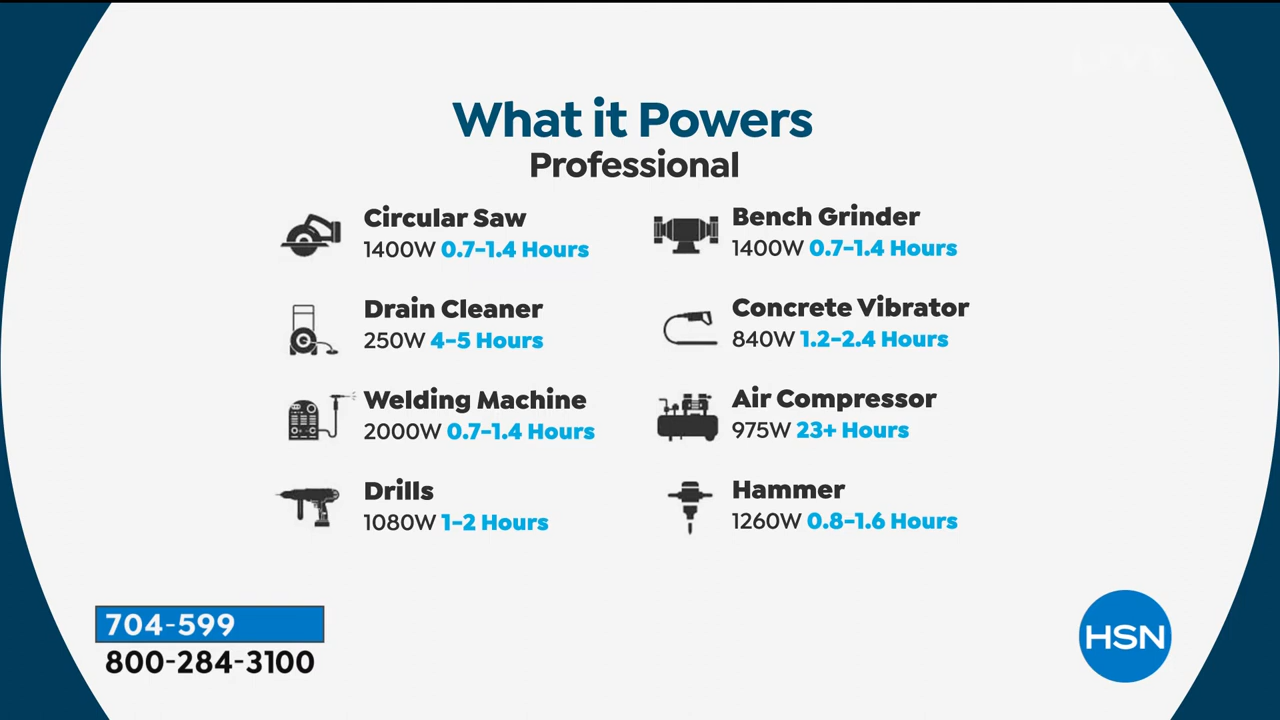 What it Powers
Professional
Circular Saw
1400W 0.7-1.4 Hours
Bench Grinder
1400W 0.7-1.4 Hours
Drain Cleaner
250W 4-5 Hours
Concrete Vibrator
840W 1.2-2.4 Hours
Welding Machine
2000W 0.7-1.4 Hours
Air Compressor
975W 23+ Hours
Drills
1080W 1-2 Hours
Hammer
1260W 0.8-1.6 Hours
704-599
800-284-3100
HSN